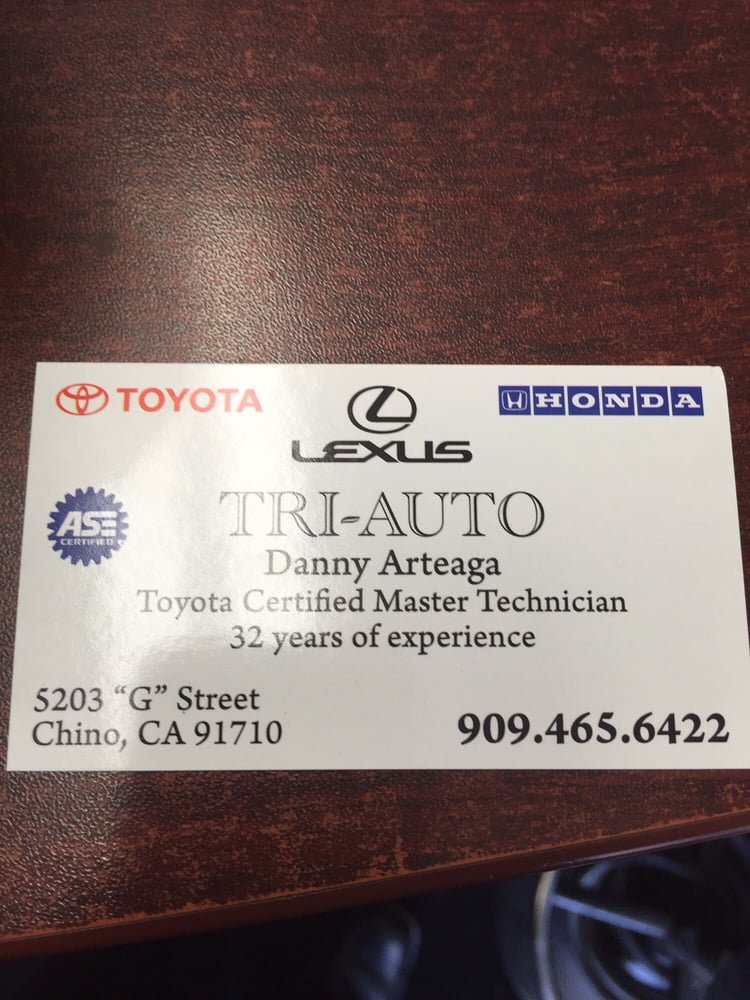 TOYOTA
LEXUS
HONDA
ASE
CERTIFIED
TRI-AUTO
Danny Arteaga
Toyota Certified Master Technician
32 years of experience
5203 “G” Street
Chino, CA 91710
909.465.6422